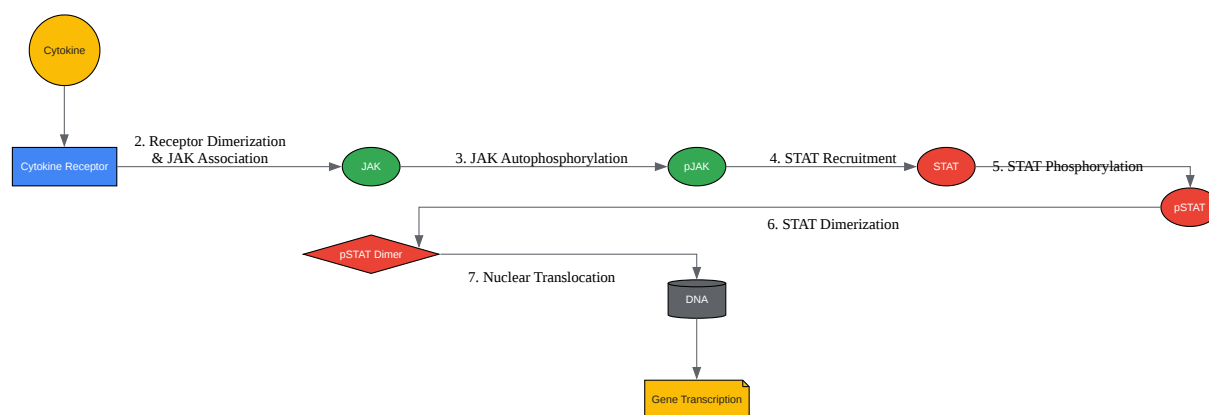 Cytokine
2. Receptor Dimerization
& JAK Association
Cytokine Receptor
JAK
3. JAK Autophosphorylation
pJAK
4. STAT Recruitment
STAT
5. STAT Phosphorylation
pSTAT
6. STAT Dimerization
pSTAT Dimer
7. Nuclear Translocation
DNA
Gene Transcription